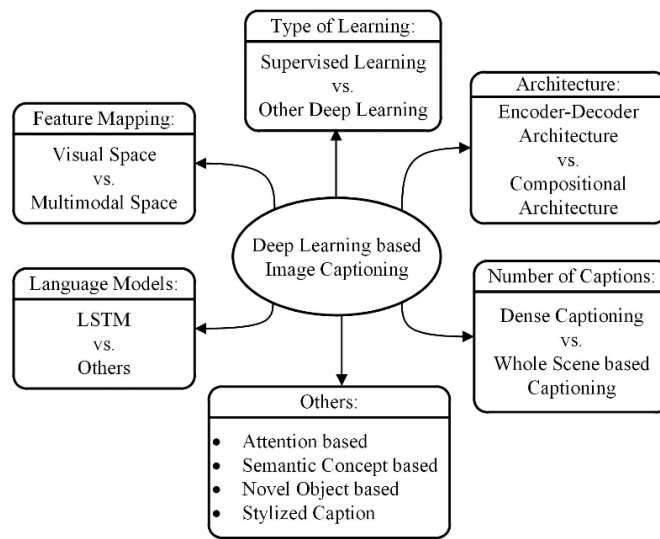 Type of Learning:
Supervised Learning
vs.
Other Deep Learning
Feature Mapping:
Visual Space
vs.
Multimodal Space
Architecture:
Encoder-Decoder
Architecture
vs.
Compositional
Architecture
Deep Learning based
Image Captioning
Language Models:
LSTM
vs.
Others
Number of Captions:
Dense Captioning
vs.
Whole Scene based
Captioning
Others:
• Attention based
• Semantic Concept based
• Novel Object based
• Stylized Caption